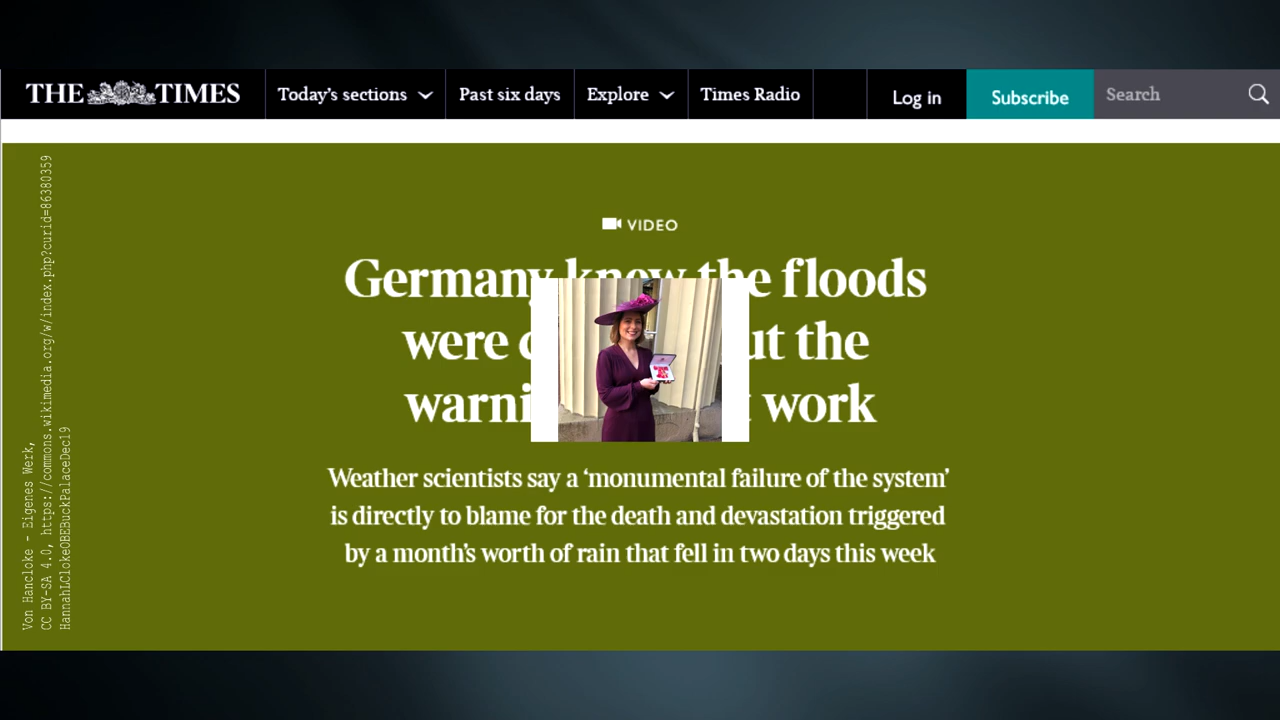 THE TIMES
Today's sections
Past six days
Explore
Times Radio
Log in
Subscribe
Search
VIDEO
Germany knew the floods
were ut the
warni work
Weather scientists say a ‘monumental failure of the system’
is directly to blame for the death and devastation triggered
by a month's worth of rain that fell in two days this week
Von Hancloke - Eigenes Werk,
CC BY-SA 4.0, https://commons.wikimedia.org/w/index.php?curid=86380359
HannahLClokeOBEBuckPalaceDec19